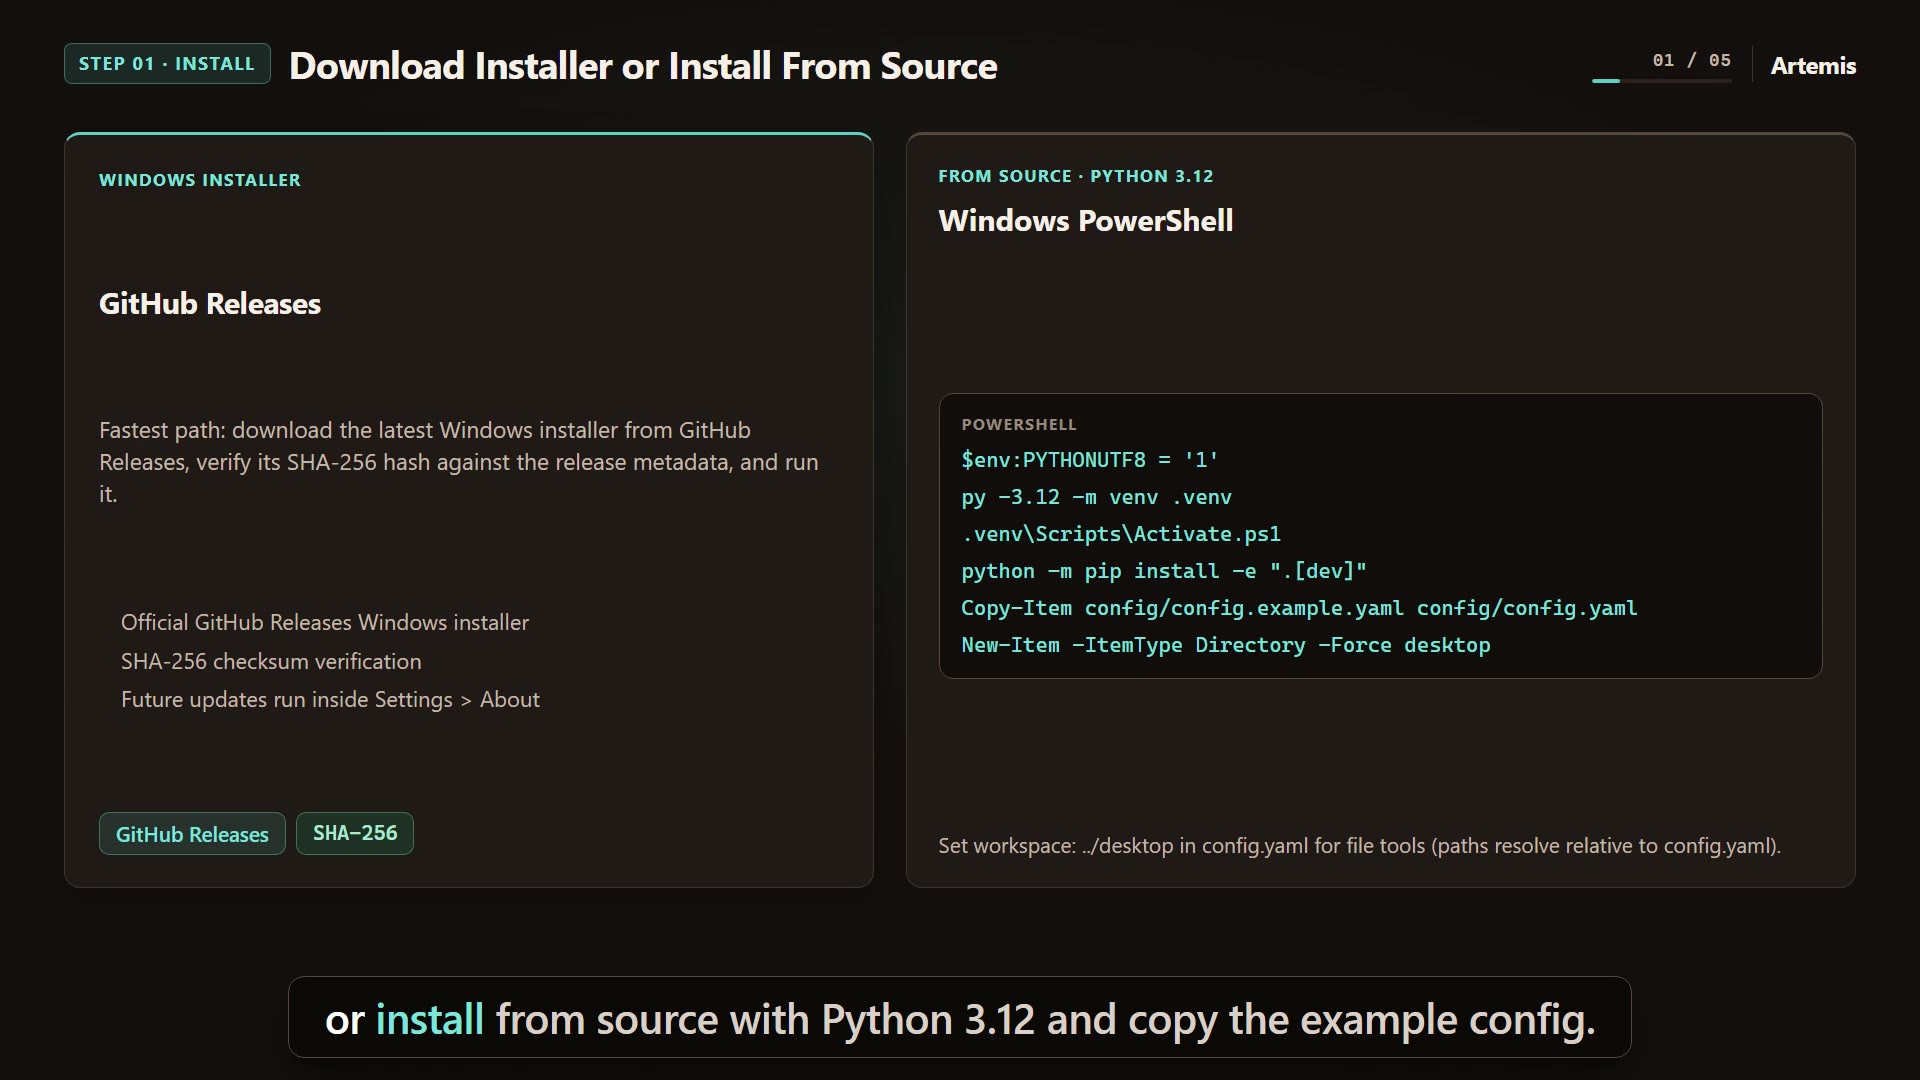 STEP 01 · INSTALL
Download Installer or Install From Source
01 / 05
Artemis
WINDOWS INSTALLER
GitHub Releases
Fastest path: download the latest Windows installer from GitHub
Releases, verify its SHA-256 hash against the release metadata, and run
it.
Official GitHub Releases Windows installer
SHA-256 checksum verification
Future updates run inside Settings > About
GitHub Releases
SHA-256
FROM SOURCE · PYTHON 3.12
Windows PowerShell
POWERSHELL
$env:PYTHONUTF8 = '1'
py -3.12 -m venv .venv
.venv\Scripts\Activate.ps1
python -m pip install -e ".[dev]"
Copy-Item config/config.example.yaml config/config.yaml
New-Item -ItemType Directory -Force desktop
Set workspace: ../desktop in config.yaml for file tools (paths resolve relative to config.yaml).
or install from source with Python 3.12 and copy the example config.